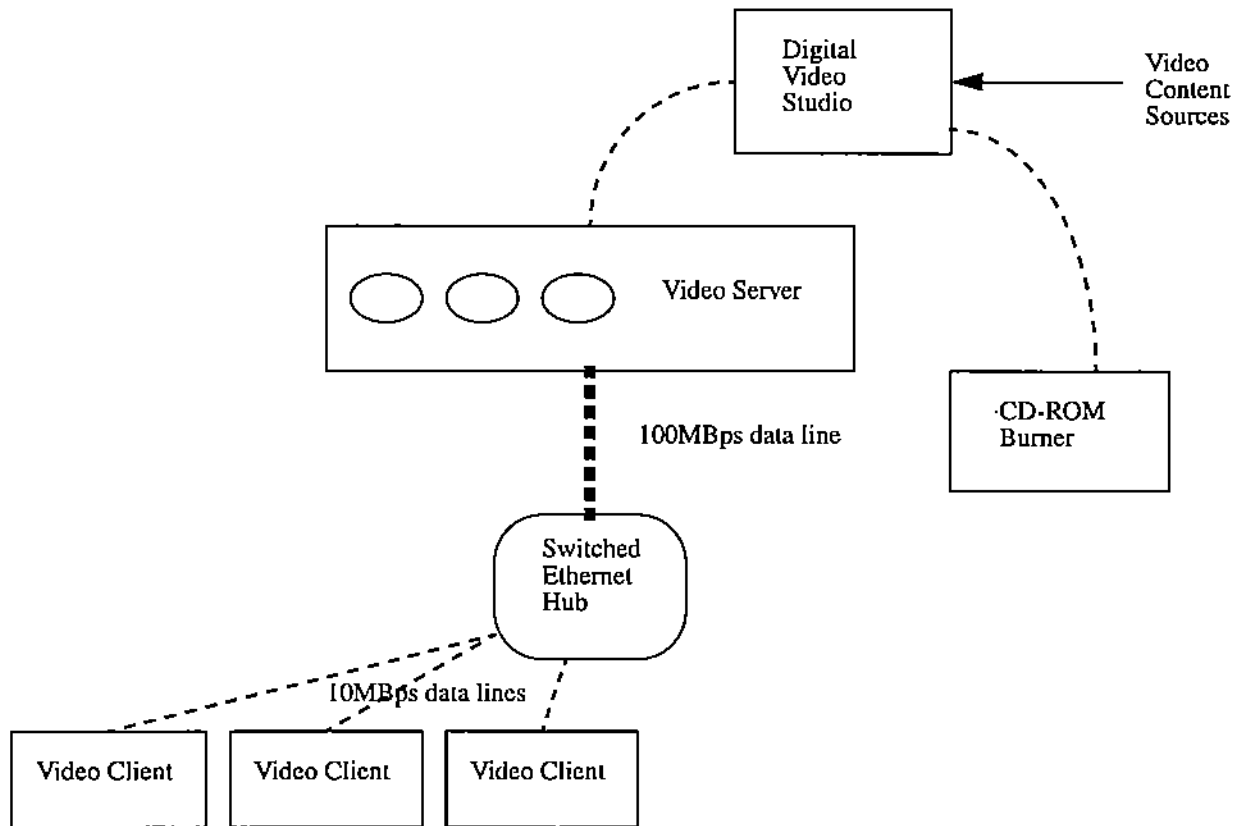 Digital
Video
Studio
Video
Content
Sources
Video Server
CD-ROM
Burner
100MBps data line
Switched
Ethernet
Hub
10MBps data lines
Video Client
Video Client
Video Client